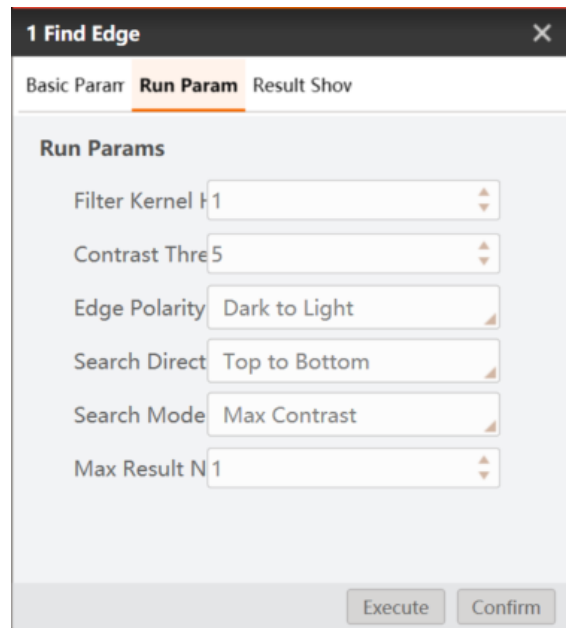 1 Find Edge
Basic Param Run Param Result Show
Run Params
Filter Kernel H 1
Contrast Thre 5
Edge Polarity Dark to Light
Search Direct Top to Bottom
Search Mode Max Contrast
Max Result N 1
Execute Confirm